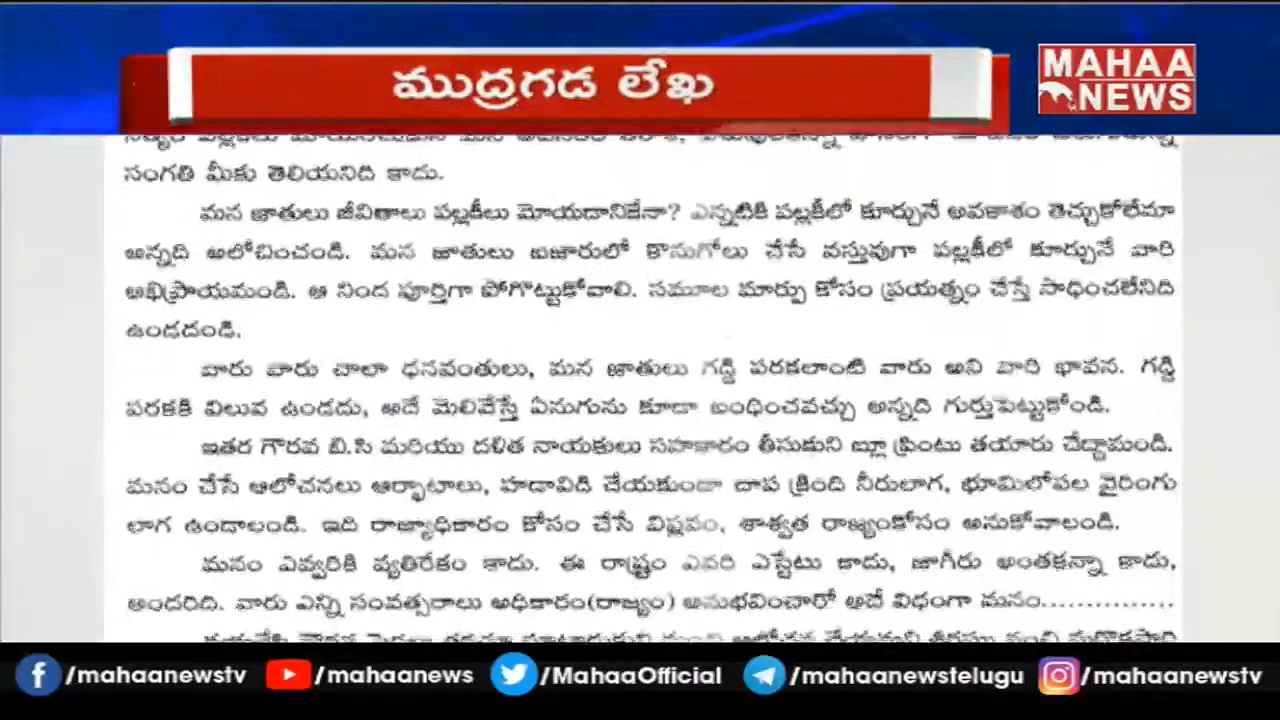 ముద్రగడ లేఖ
MAHAA
NEWS
సంగతి మీకు తెలియనిది కాదు.
మన జాతులు జీవితాలు పల్లకీలు మోయడానికేనా? ఎన్నటికి పల్లకీలో కూర్చునే అవకాశం తెచ్చుకోలేమా
అన్నది అలోచించండి. మన జాతులు బజారులో కొనుగోలు చేసే వస్తువుగా పల్లకీలో కూర్చునే వారి
అభిప్రాయమండి. ఆ నింద పూర్తిగా పోగొట్టుకోవాలి. సమూల మార్పు కోసం ప్రయత్నం చేస్తే సాధించలేనిది
ఉండదండి.
వారు వారు చాలా ధనవంతులు, మన జాతులు గడ్డి పరకలాంటి వారు అని వారి భావన. గడ్డి
పరకకి విలువ ఉండదు, అదే మెలివేస్తే ఏనుగును కూడా బంధించవచ్చు అన్నది గుర్తుపెట్టుకోండి.
ఇతర గౌరవ బి.సి మరియు దళిత నాయకులు సహకారం తీసుకుని బ్లూ ప్రింటు తయారు చేద్దామండి.
మనం చేసే ఆలోచనలు ఆర్భాటాలు, హడావిడి చేయకుండా చాప క్రింది నీరులాగ, భూమిలోపల వైరింగు
లాగ ఉండాలండి. ఇది రాజ్యాధికారం కోసం చేసే విప్లవం, శాశ్వత రాజ్యంకోసం అనుకోవాలండి.
మనం ఎవ్వరికి వ్యతిరేకం కాదు. ఈ రాష్ట్రం ఎవరి ఎస్టేటు కాదు, జాగీరు అంతకన్నా కాదు,
అందరిది. వారు ఎన్ని సంవత్సరాలు అధికారం(రాజ్యం) అనుభవించారో అదే విధంగా మనం...............
/mahaanewstv /mahaanews /MahaaOfficial /mahaanewstelugu /mahaanewstv